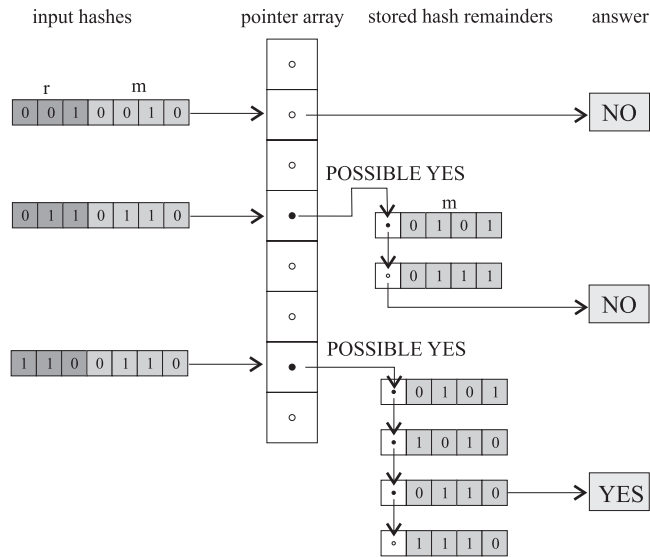 input hashes pointer array stored hash remainders answer
r m
0 0 1 0 0 1 0 NO
POSSIBLE YES
m
0 1 1 0 1 1 0 0 1 0 1
0 1 1 1
NO
POSSIBLE YES
1 1 0 0 1 1 0
0 1 0 1
1 0 1 0
0 1 1 0 YES
1 1 1 0